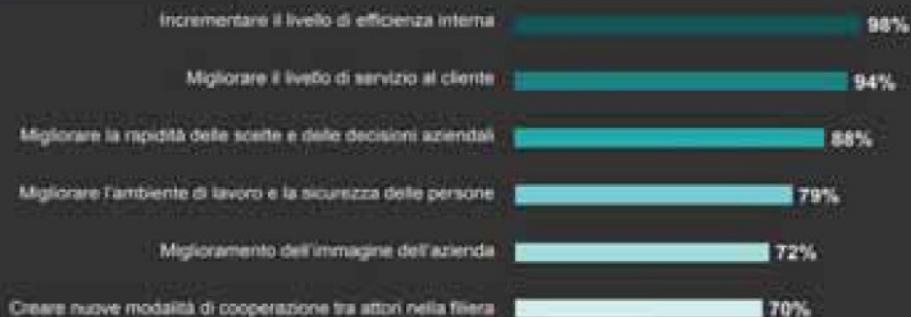 Incrementare il livello di efficienza interna 98%
Migliorare il livello di servizio al cliente 94%
Migliorare la rapidità delle scelte e delle decisioni aziendali 88%
Migliorare l'ambiente di lavoro e la sicurezza delle persone 79%
Miglioramento dell'immagine dell'azienda 72%
Creare nuove modalità di cooperazione tra attori nella filiera 70%